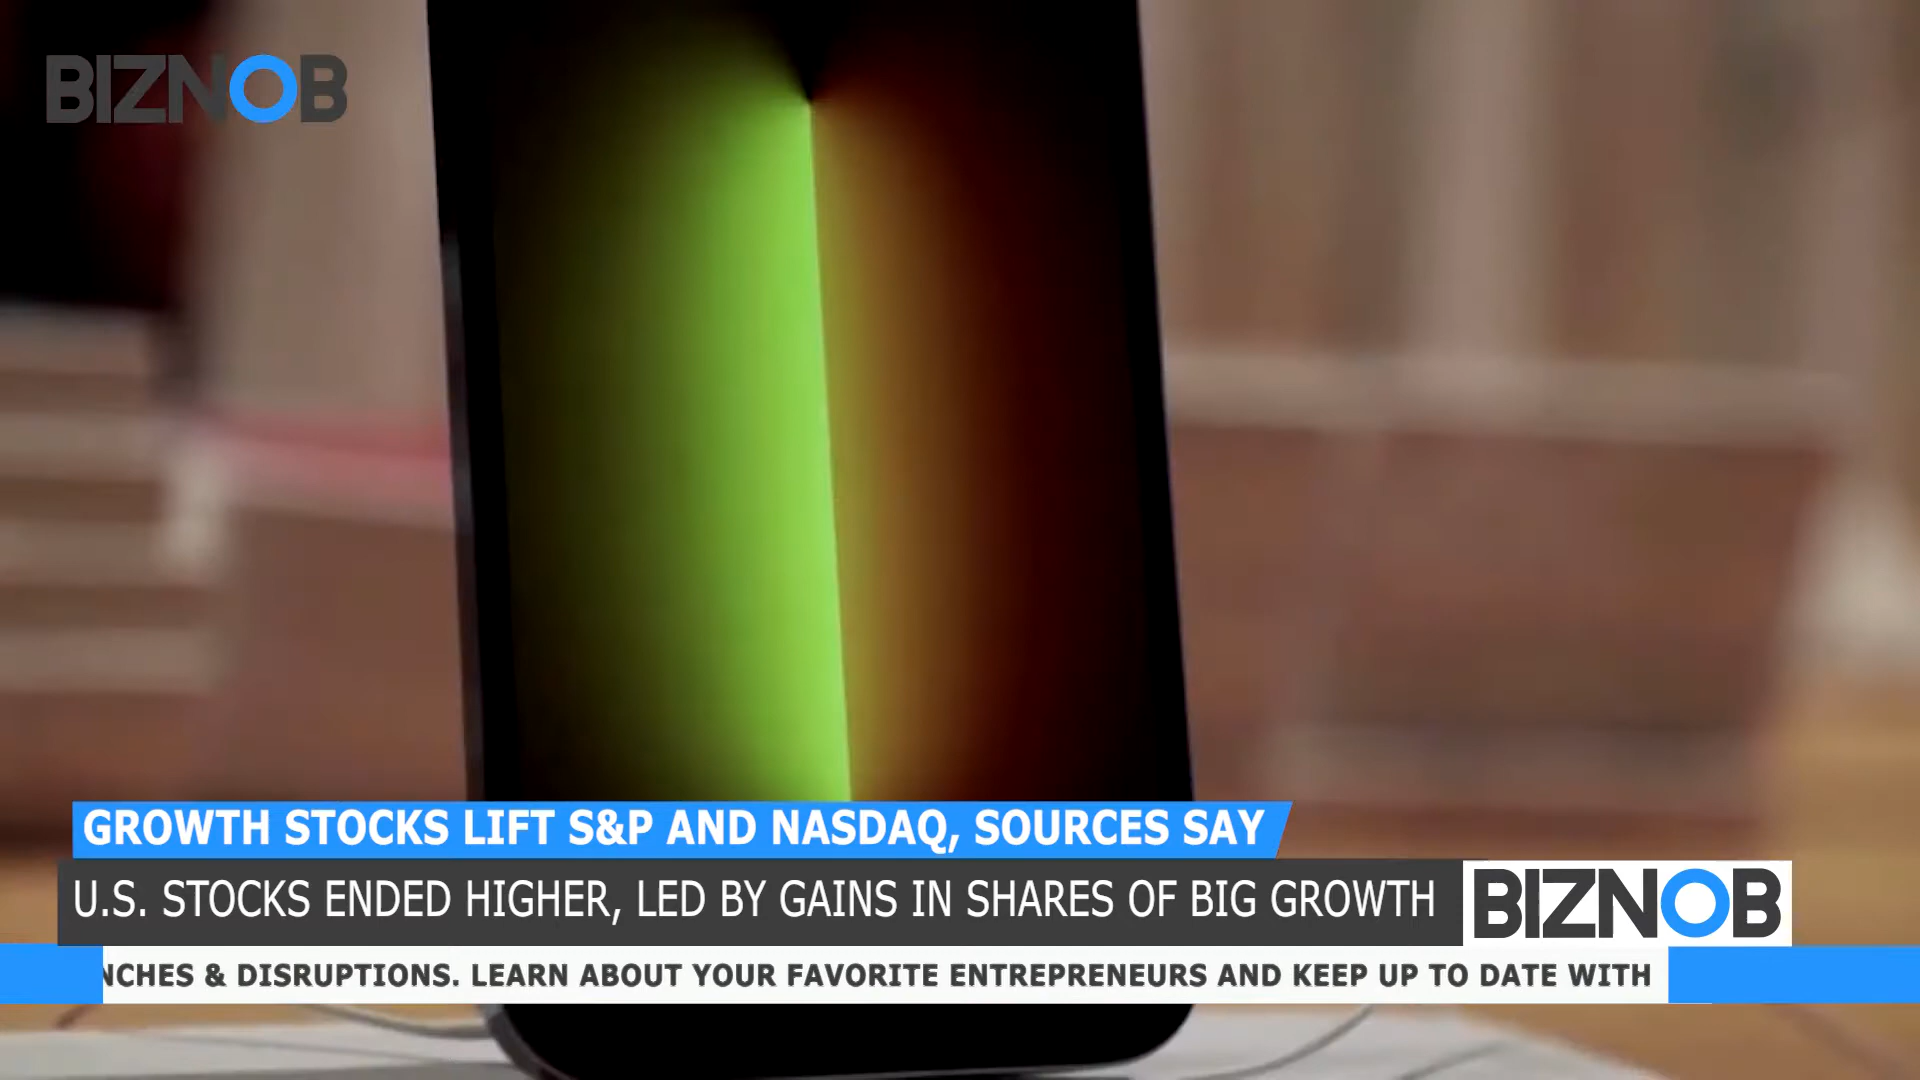 BIZNOB
GROWTH STOCKS LIFT S&P AND NASDAQ, SOURCES SAY
U.S. STOCKS ENDED HIGHER, LED BY GAINS IN SHARES OF BIG GROWTH
BIZNOB
& DISRUPTIONS. LEARN ABOUT YOUR FAVORITE ENTREPRENEURS AND KEEP UP TO DATE WITH